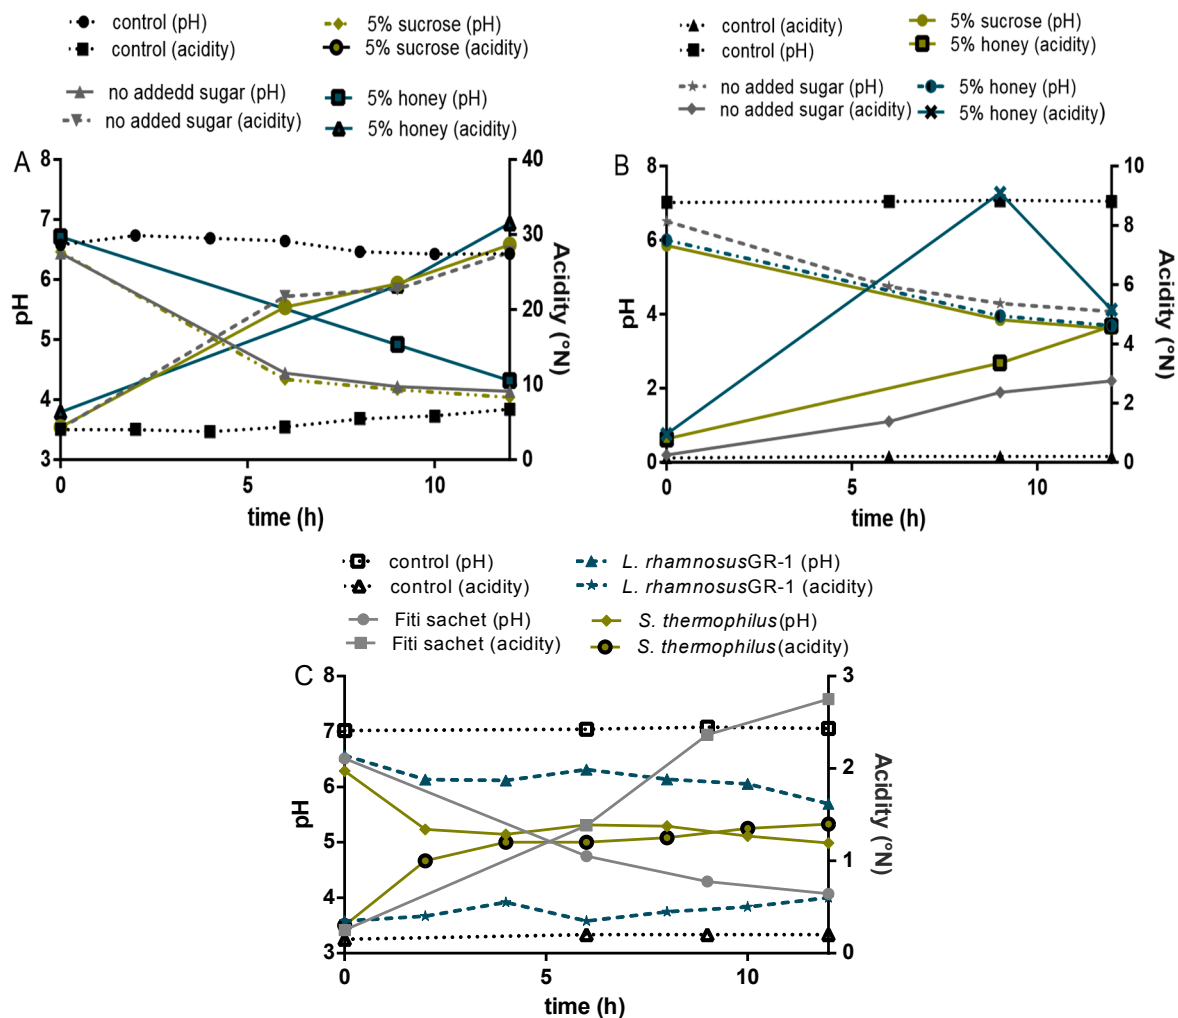 control (pH)
control (acidity)
5% sucrose (pH)
5% sucrose (acidity)
no addedd sugar (pH)
no added sugar (acidity)
5% honey (pH)
5% honey (acidity)
A
8
7
6
5
4
3
pH
40
30
20
10
0
Acidity (°N)
0
5
10
time (h)
control (acidity)
control (pH)
5% sucrose (pH)
5% honey (acidity)
no added sugar (pH)
no added sugar (acidity)
5% honey (pH)
5% honey (acidity)
B
8
6
4
2
0
pH
10
8
6
4
2
0
Acidity (°N)
0
5
10
time (h)
control (pH)
control (acidity)
L. rhamnosusGR-1 (pH)
L. rhamnosusGR-1 (acidity)
Fiti sachet (pH)
Fiti sachet (acidity)
S. thermophilus(pH)
S. thermophilus(acidity)
C
8
7
6
5
4
3
pH
3
2
1
0
Acidity (°N)
0
5
10
time (h)